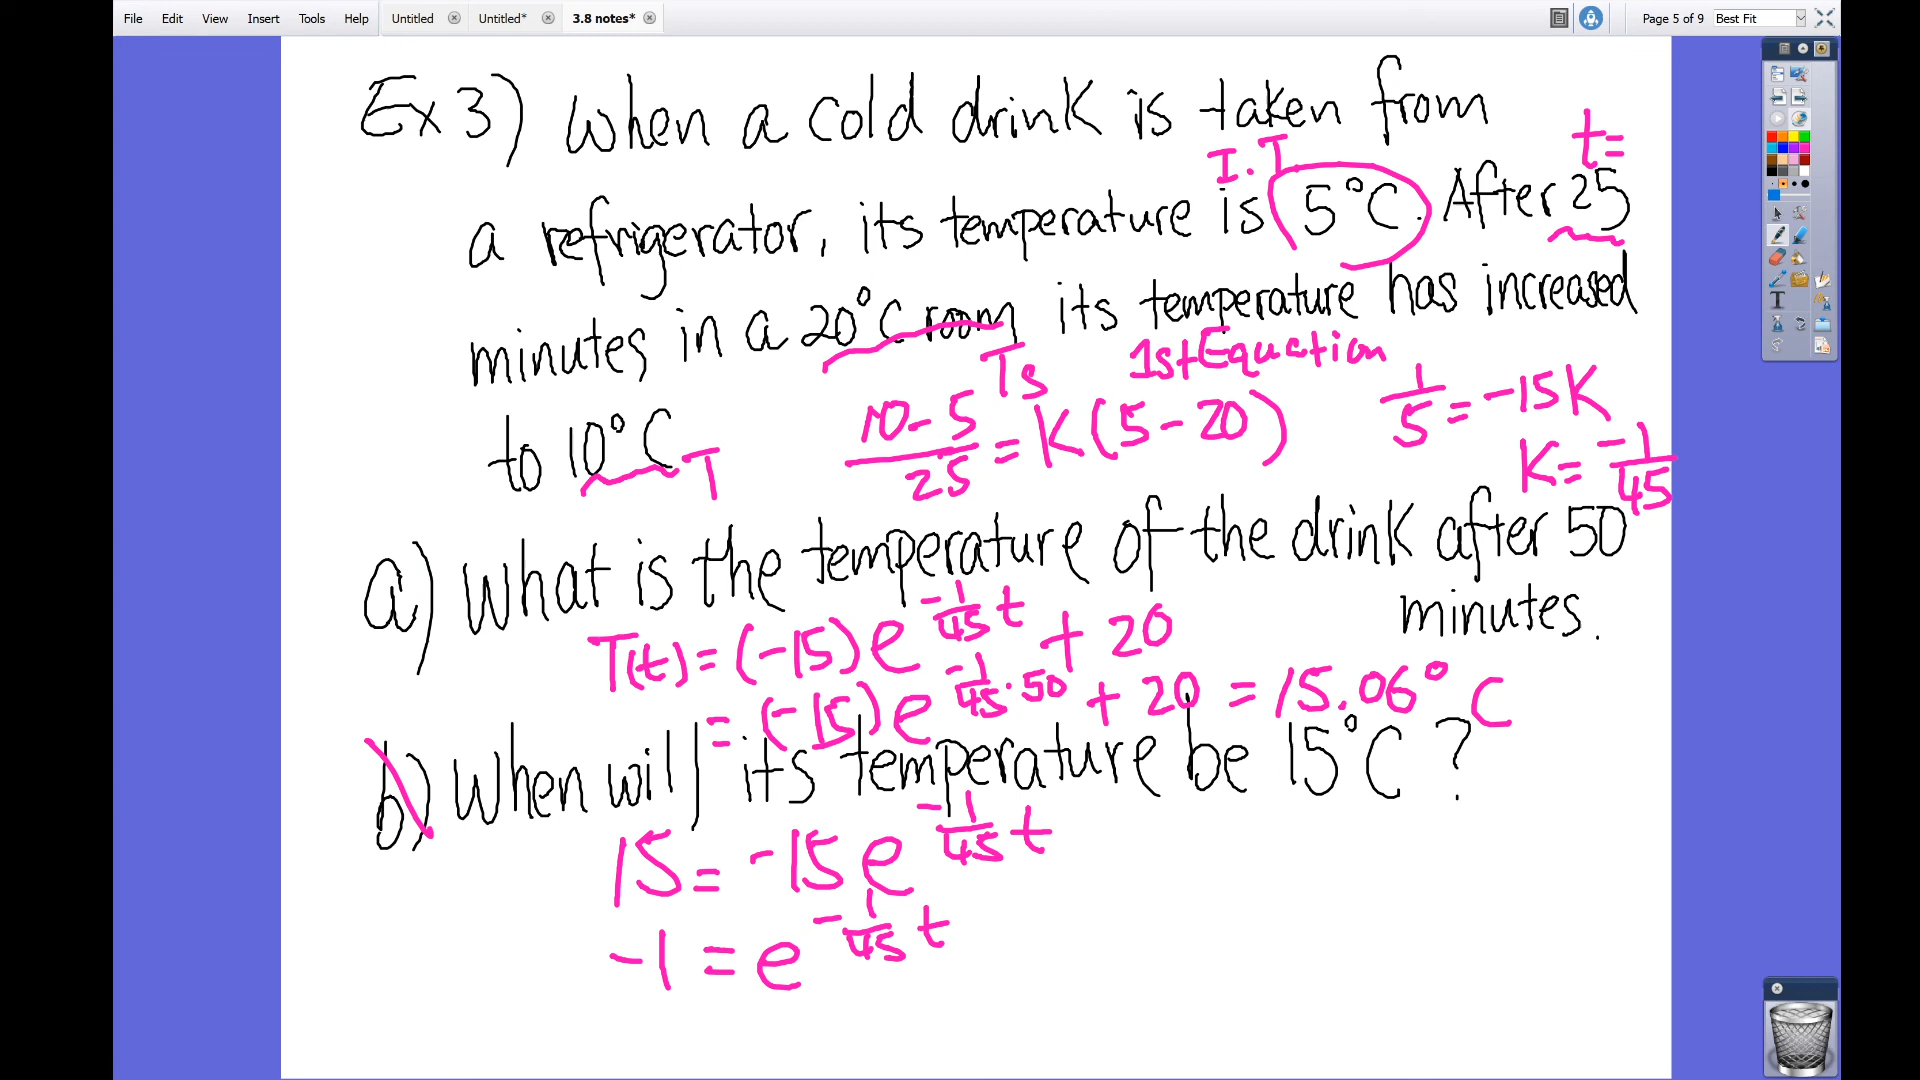 File Edit View Insert Tools Help Untitled Untitled* 3.8 notes* Page 5 of 9 Best Fit
Ex 3) When a cold drink is taken from
I.T t=
a refrigerator, its temperature is 5°C. After 25
minutes in a 20°C room its temperature has increased
Ts 1st Equation
to 10°C T
10-5/25 = K(5-20) 1/5 = -15K
K = -1/45
a) What is the temperature of the drink after 50
minutes.
T(t) = (-15)e^{-1/45 t} + 20
= (-15)e^{-1/45 · 50} + 20 = 15.06° C
b) When will its temperature be 15°C ?
15 = -15e^{-1/45 t}
-1 = e^{-1/45 t}